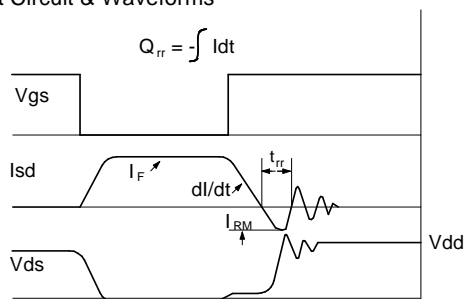 t Circuit & Waveforms
Qrr = -∫ Idt
Vgs
Isd
IF
dI/dt
trr
IRM
Vds
Vdd